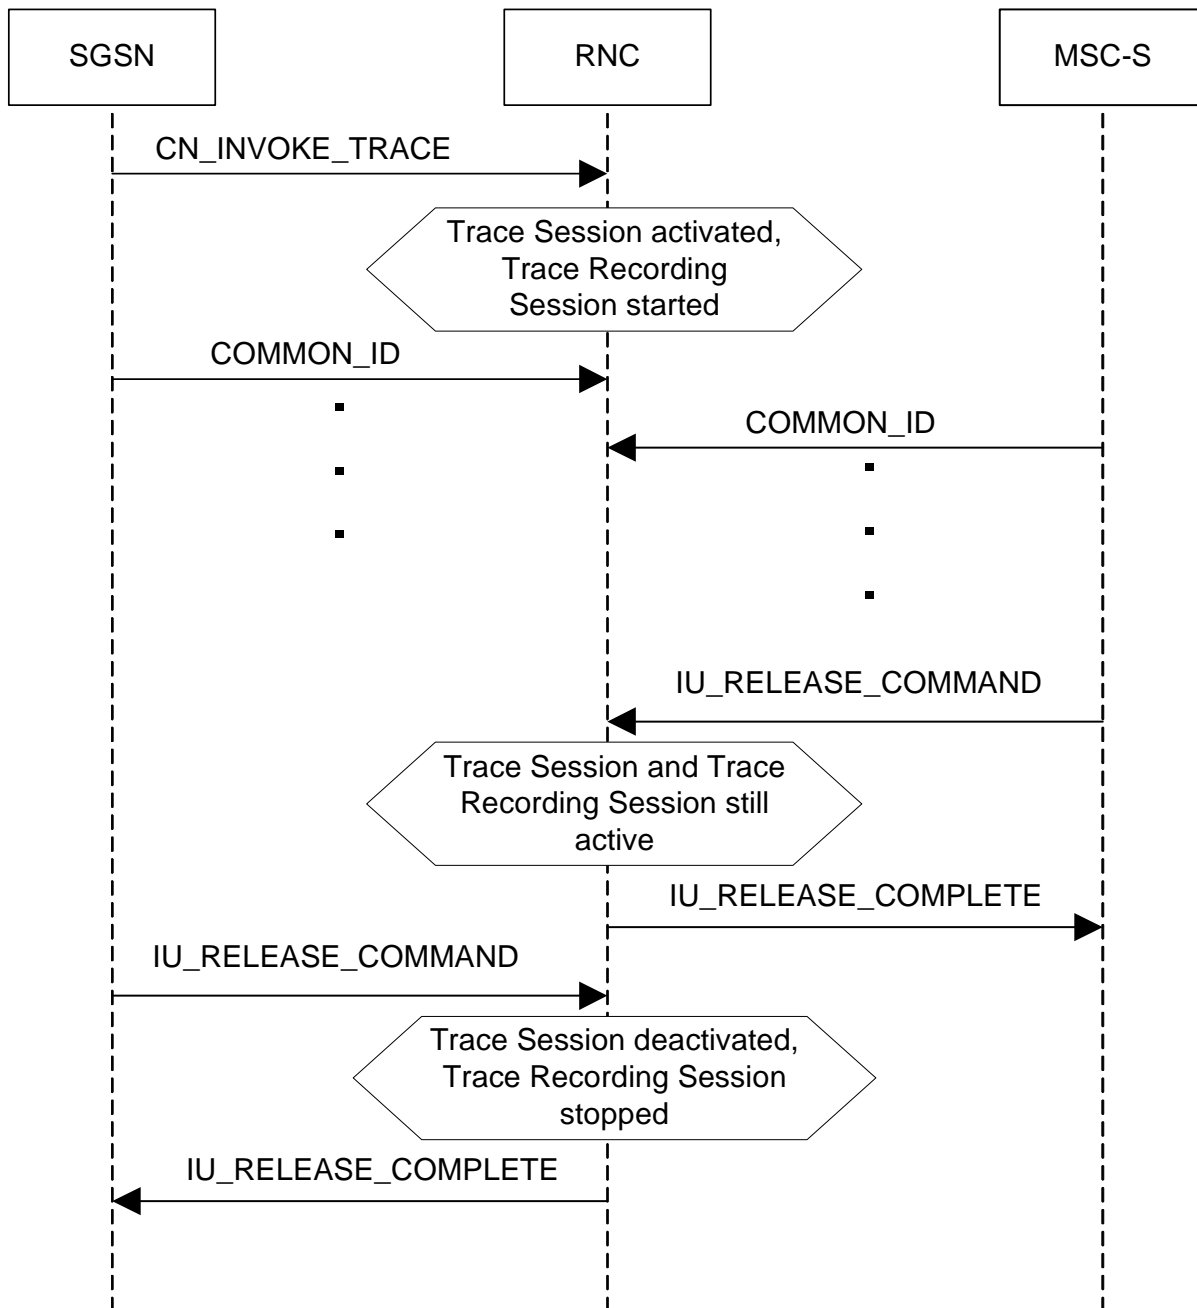 SGSN
RNC
MSC-S
CN_INVOKE_TRACE
Trace Session activated,
Trace Recording
Session started
COMMON_ID
COMMON_ID
IU_RELEASE_COMMAND
Trace Session and Trace
Recording Session still
active
IU_RELEASE_COMPLETE
IU_RELEASE_COMMAND
Trace Session deactivated,
Trace Recording Session
stopped
IU_RELEASE_COMPLETE